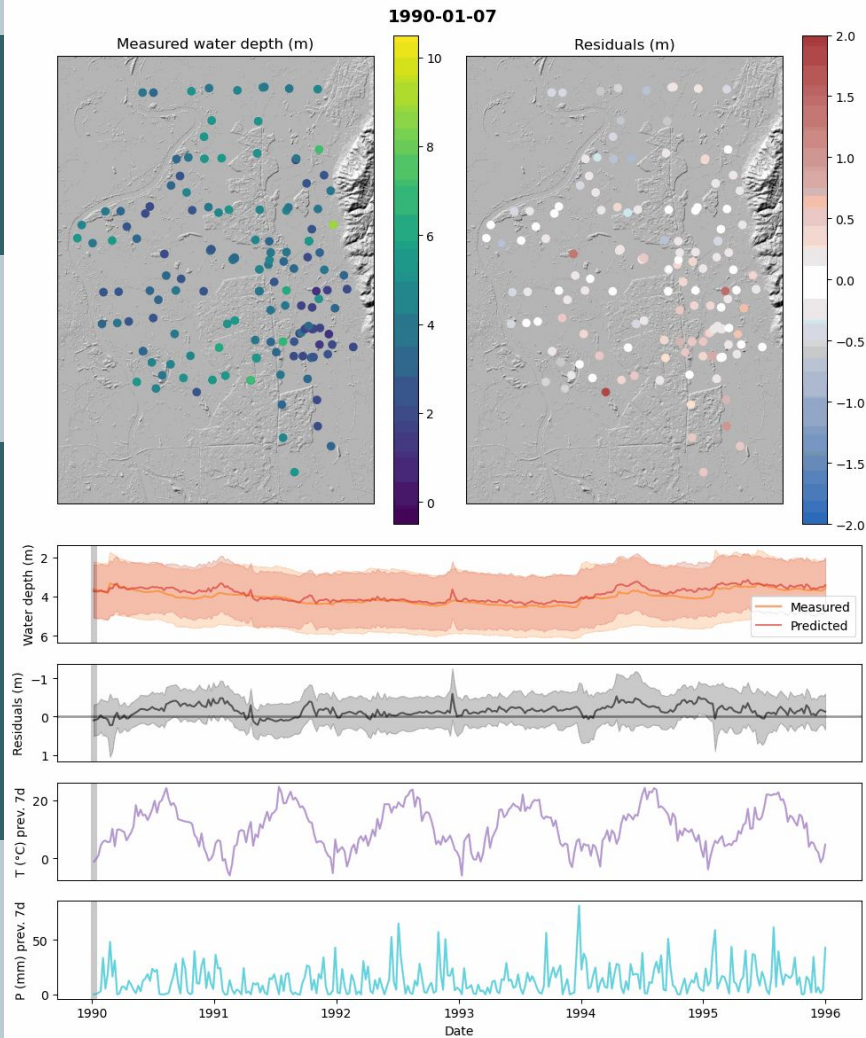 1990-01-07
Measured water depth (m)
Residuals (m)
10
8
6
4
2
0
2.0
1.5
1.0
0.5
0.0
−0.5
−1.0
−1.5
−2.0
Water depth (m)
2
4
6
Measured
Predicted
Residuals (m)
−1
0
1
T (°C) prev. 7d
20
0
P (mm) prev. 7d
50
0
1990 1991 1992 1993 1994 1995 1996
Date